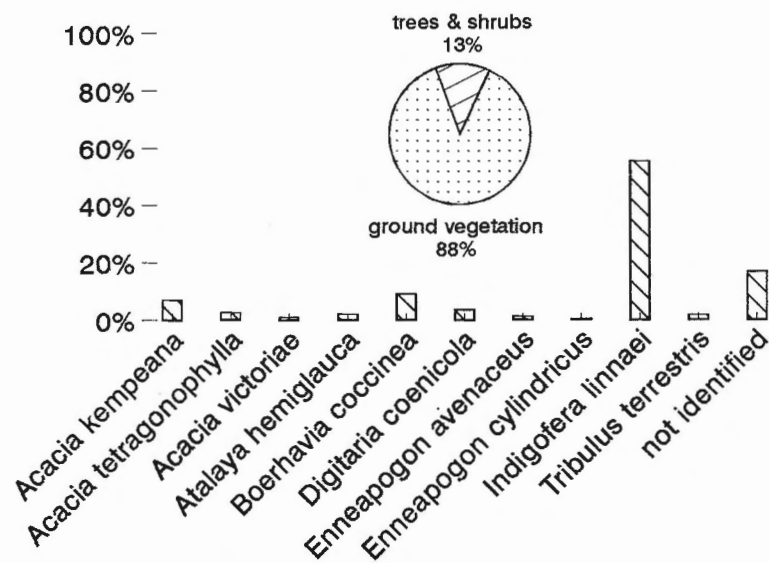 100%
80%
60%
40%
20%
0%
trees & shrubs
13%
ground vegetation
88%
Acacia kempeana
Acacia tetragonophylla
Acacia victoriae
Atalaya hemiglauca
Boerhavia coccinea
Digitaria coenicola
Enneapogon avenaceus
Enneapogon cylindricus
Indigofera linnaei
Tribulus terrestris
not identified